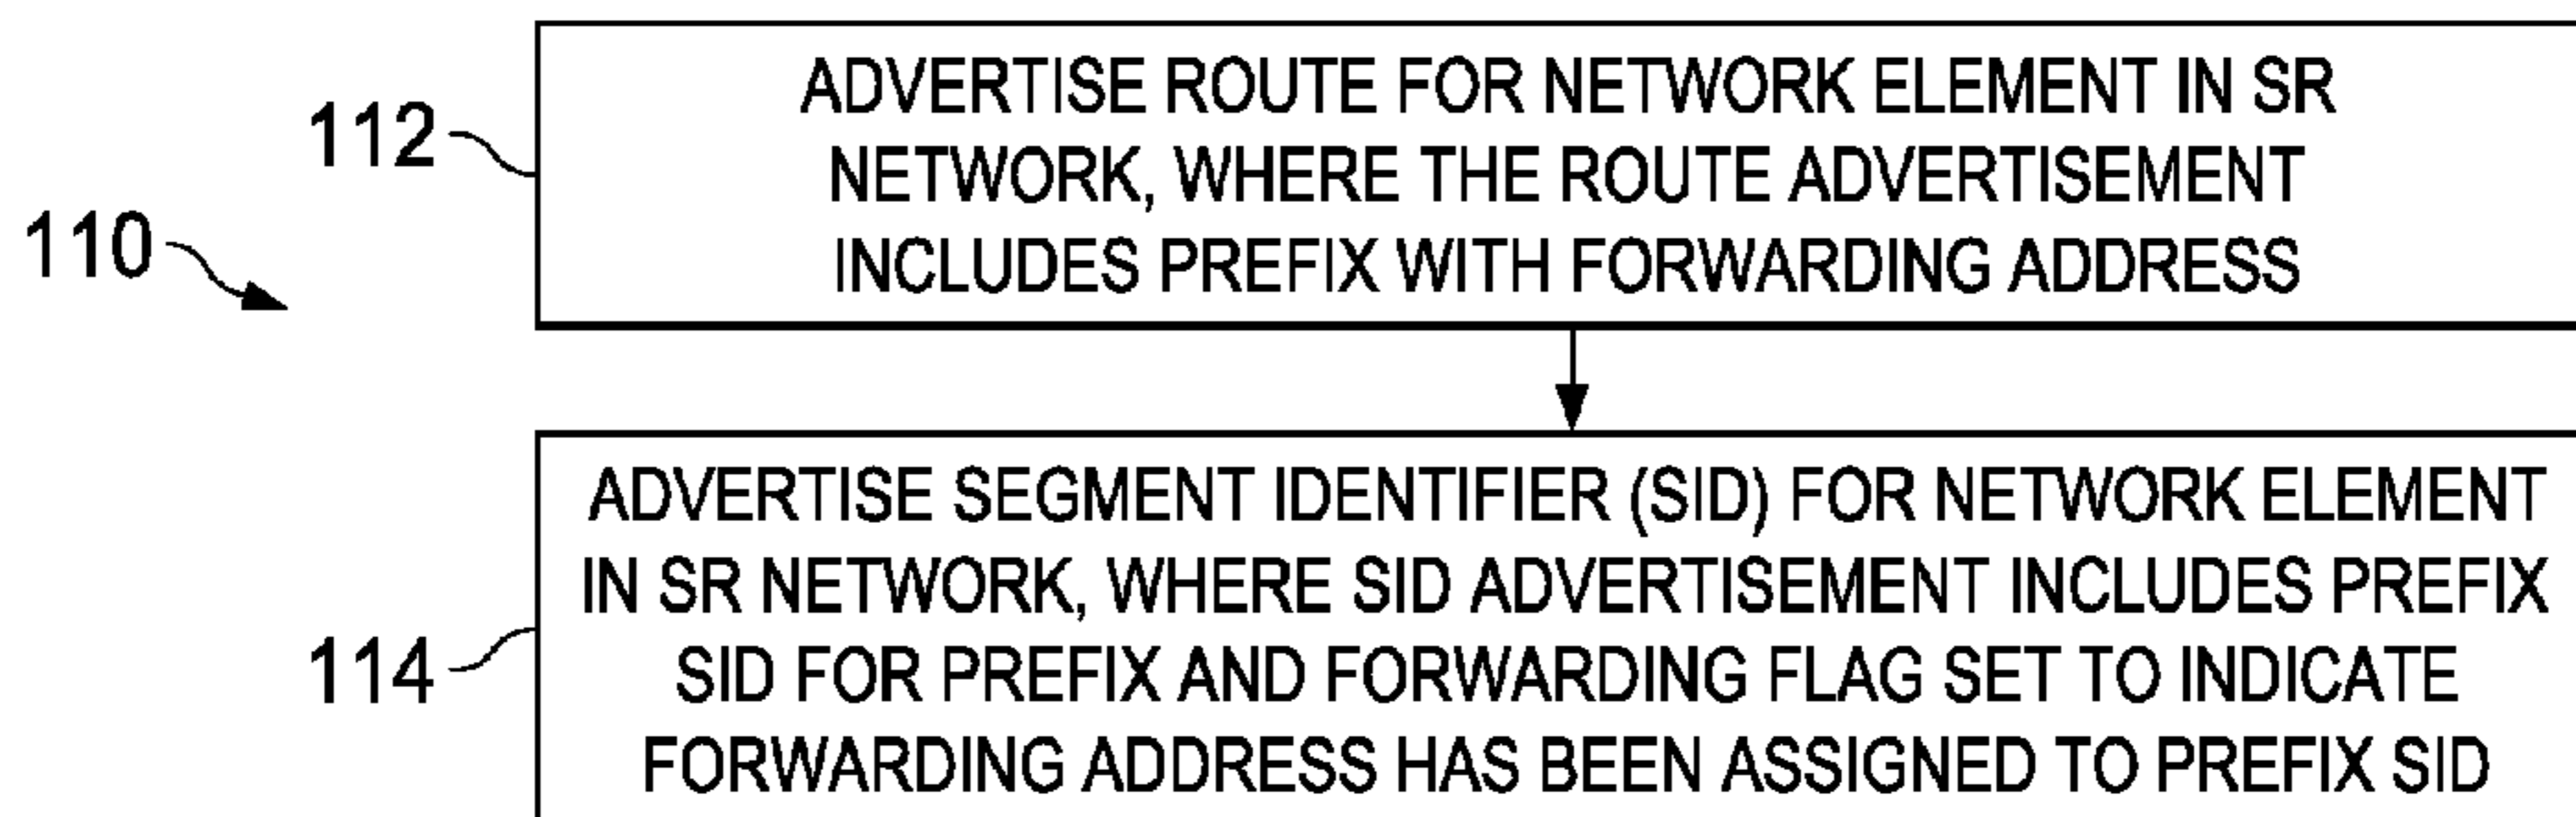 110
112
ADVERTISE ROUTE FOR NETWORK ELEMENT IN SR
NETWORK, WHERE THE ROUTE ADVERTISEMENT
INCLUDES PREFIX WITH FORWARDING ADDRESS
114
ADVERTISE SEGMENT IDENTIFIER (SID) FOR NETWORK ELEMENT
IN SR NETWORK, WHERE SID ADVERTISEMENT INCLUDES PREFIX
SID FOR PREFIX AND FORWARDING FLAG SET TO INDICATE
FORWARDING ADDRESS HAS BEEN ASSIGNED TO PREFIX SID